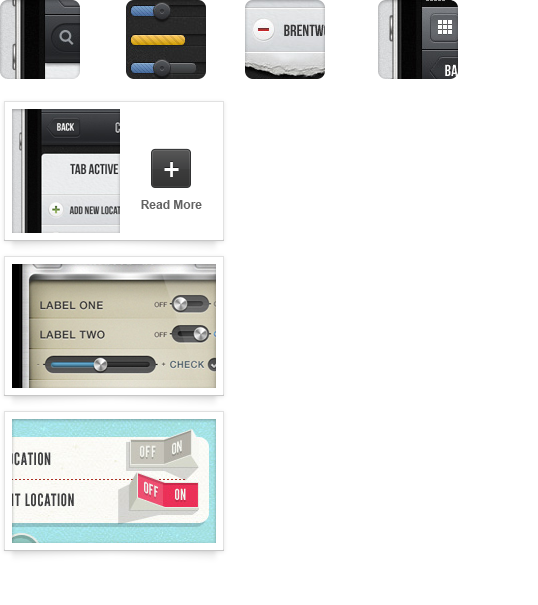 BRENTW
BA
BACK
TAB ACTIVE
ADD NEW LOCAT
Read More
LABEL ONE
OFF
LABEL TWO
OFF
- + CHECK
CATION
OFF ON
T LOCATION
OFF ON